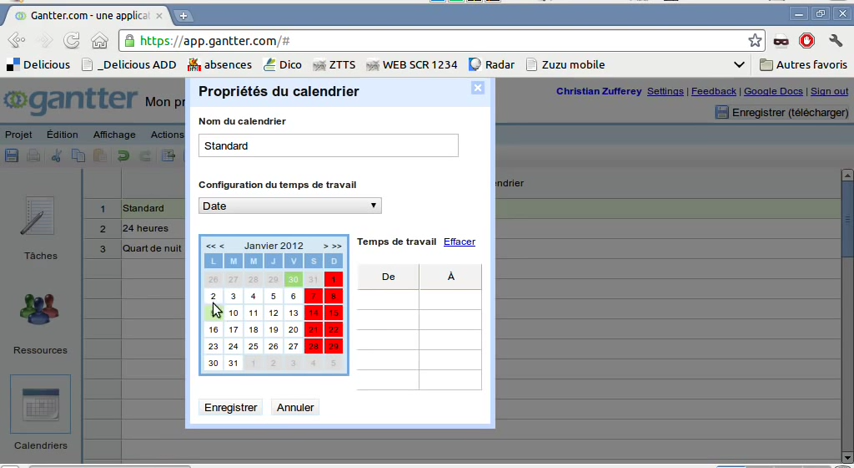 Gantter.com - une applicat
https://app.gantter.com/#
Delicious _Delicious ADD absences Dico ZTTS WEB SCR 1234 Radar Zuzu mobile Autres favoris
gantter Mon pr
Christian Zufferey Settings | Feedback | Google Docs | Sign out
Enregistrer (télécharger)
Projet Édition Affichage Actions
Propriétés du calendrier
Nom du calendrier
Standard
Configuration du temps de travail
Date
<< < Janvier 2012 > >>
L M M J V S D
26 27 28 29 30 31 1
2 3 4 5 6 7 8
10 11 12 13 14 15
16 17 18 19 20 21 22
23 24 25 26 27 28 29
30 31 1 2 3 4 5
Temps de travail Effacer
De À
Enregistrer Annuler
ndrier
1 Standard
2 24 heures
3 Quart de nuit
Tâches
Ressources
Calendriers